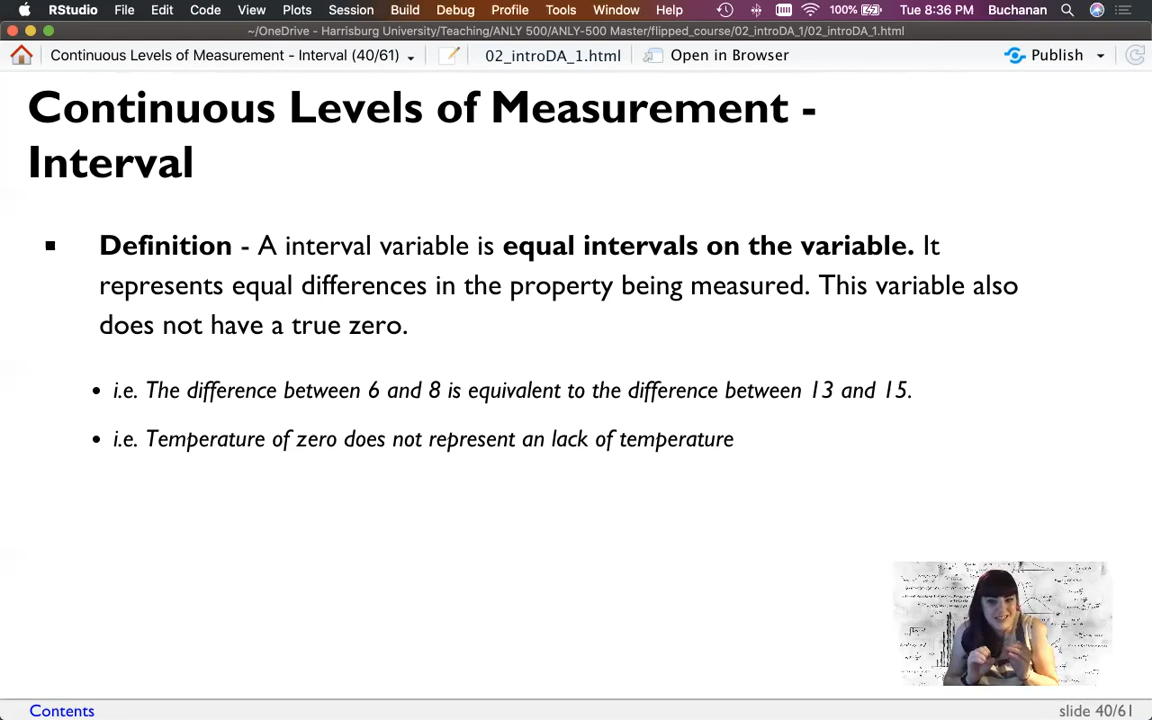 RStudio File Edit Code View Plots Session Build Debug Profile Tools Window Help 100% Tue 8:36 PM Buchanan
~/OneDrive - Harrisburg University/Teaching/ANLY 500/ANLY-500 Master/flipped_course/02_introDA_1/02_introDA_1.html
Continuous Levels of Measurement - Interval (40/61) 02_introDA_1.html Open in Browser Publish
Continuous Levels of Measurement -
Interval
Definition - A interval variable is equal intervals on the variable. It
represents equal differences in the property being measured. This variable also
does not have a true zero.
• i.e. The difference between 6 and 8 is equivalent to the difference between 13 and 15.
• i.e. Temperature of zero does not represent an lack of temperature
Contents slide 40/61